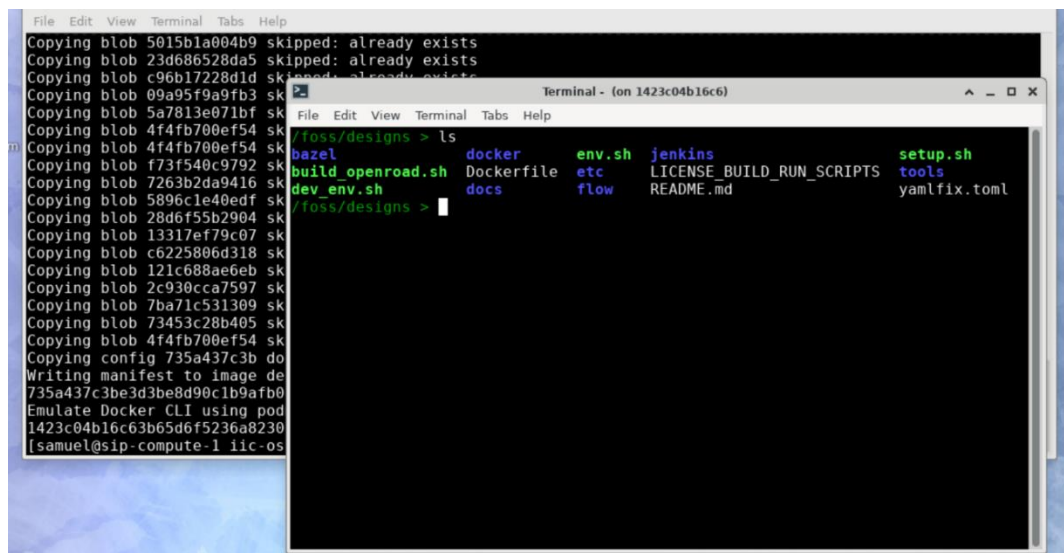 File Edit View Terminal Tabs Help
Copying blob 5015b1a004b9 skipped: already exists
Copying blob 23d686528da5 skipped: already exists
Copying blob c96b17228d1d skipped: already exists
Copying blob 09a95f9a9fb3 sk
Copying blob 5a7813e071bf sk
Copying blob 4f4fb700ef54 sk
Copying blob 4f4fb700ef54 sk
Copying blob f73f540c9792 sk
Copying blob 7263b2da9416 sk
Copying blob 5896c1e40edf sk
Copying blob 28d6f55b2904 sk
Copying blob 13317ef79c07 sk
Copying blob c6225806d318 sk
Copying blob 121c688ae6eb sk
Copying blob 2c930cca7597 sk
Copying blob 7ba71c531309 sk
Copying blob 73453c28b405 sk
Copying blob 4f4fb700ef54 sk
Copying config 735a437c3b do
Writing manifest to image de
735a437c3be3d3be8d90c1b9afb0
Emulate Docker CLI using pod
1423c04b16c63b65d6f5236a8230
[samuel@sip-compute-1 iic-os
Terminal - (on 1423c04b16c6)
File Edit View Terminal Tabs Help
/foss/designs > ls
bazel docker env.sh jenkins setup.sh
build_openroad.sh Dockerfile etc LICENSE_BUILD_RUN_SCRIPTS tools
dev_env.sh docs flow README.md yamlfix.toml
/foss/designs >